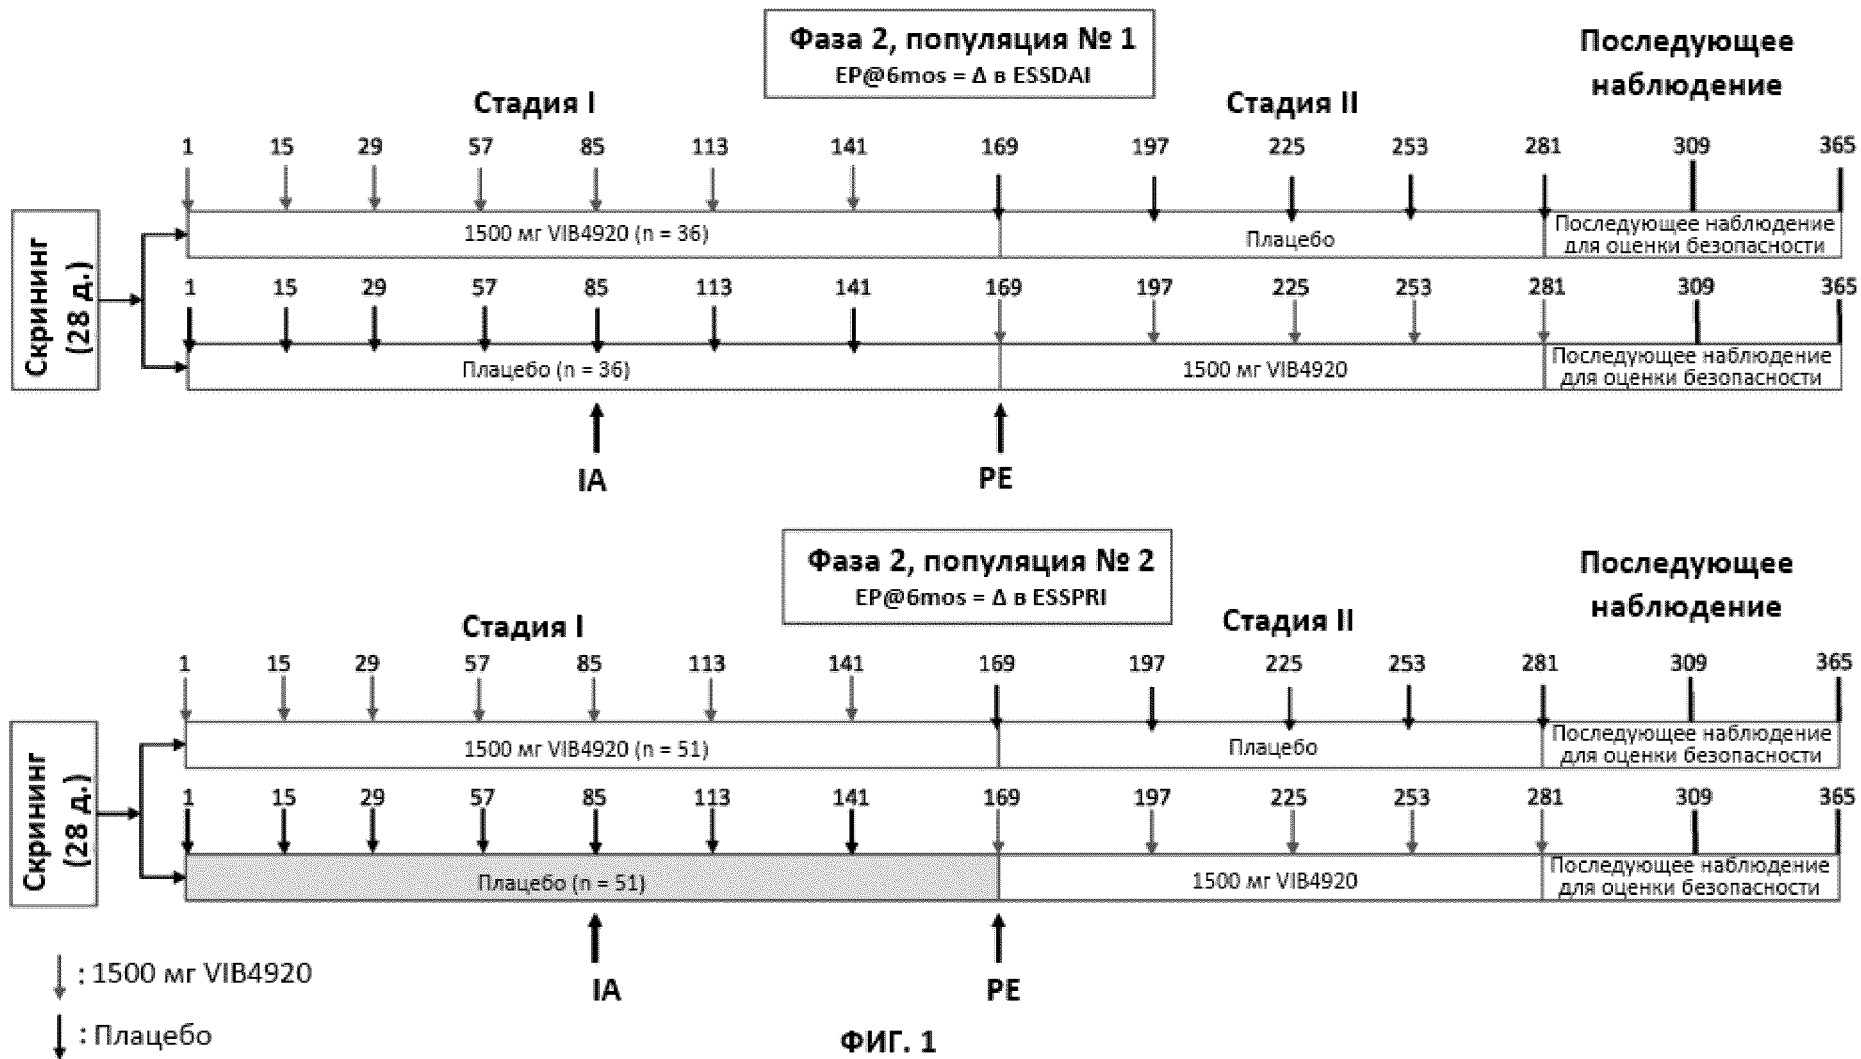 Фаза 2, популяция № 1
EP@6mos = Δ в ESSDAI
Последующее
наблюдение
Стадия I
Стадия II
1 15 29 57 85 113 141 169 197 225 253 281 309 365
Скрининг
(28 д.)
1500 мг VIB4920 (n = 36)
Плацебо
Последующее наблюдение
для оценки безопасности
1 15 29 57 85 113 141 169 197 225 253 281 309 365
Плацебо (n = 36)
1500 мг VIB4920
Последующее наблюдение
для оценки безопасности
IA
PE
Фаза 2, популяция № 2
EP@6mos = Δ в ESSPRI
Последующее
наблюдение
Стадия I
Стадия II
1 15 29 57 85 113 141 169 197 225 253 281 309 365
Скрининг
(28 д.)
1500 мг VIB4920 (n = 51)
Плацебо
Последующее наблюдение
для оценки безопасности
1 15 29 57 85 113 141 169 197 225 253 281 309 365
Плацебо (n = 51)
1500 мг VIB4920
Последующее наблюдение
для оценки безопасности
IA
PE
: 1500 мг VIB4920
: Плацебо
ФИГ. 1